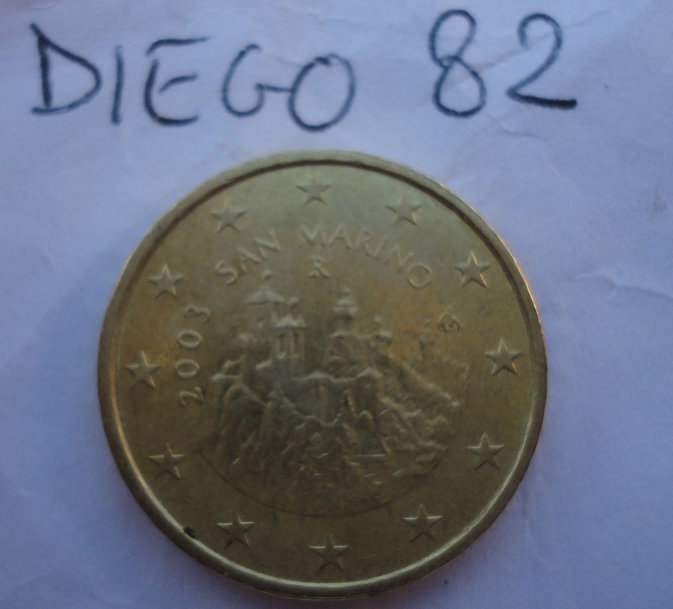 DIEGO 82
SAN MARINO
R
2003